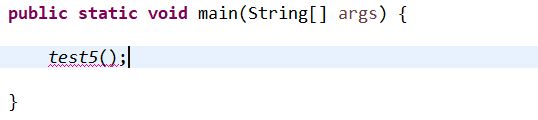 public static void main(String[] args) {
test5();
}